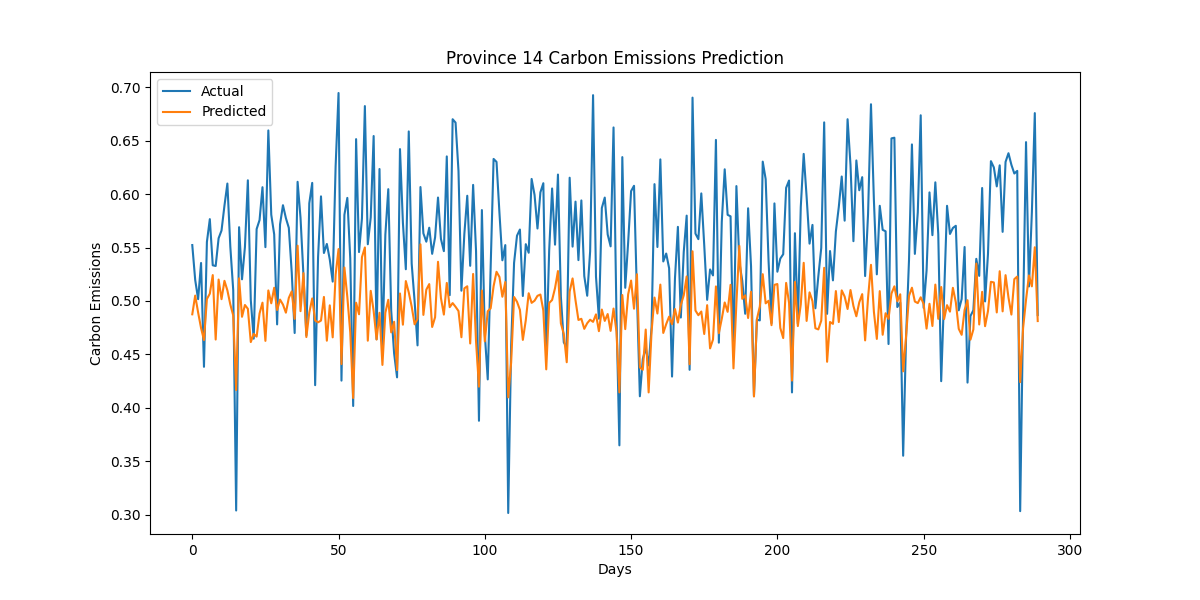 Province 14 Carbon Emissions Prediction
Actual
Predicted
Carbon Emissions
0.70
0.65
0.60
0.55
0.50
0.45
0.40
0.35
0.30
0 50 100 150 200 250 300
Days